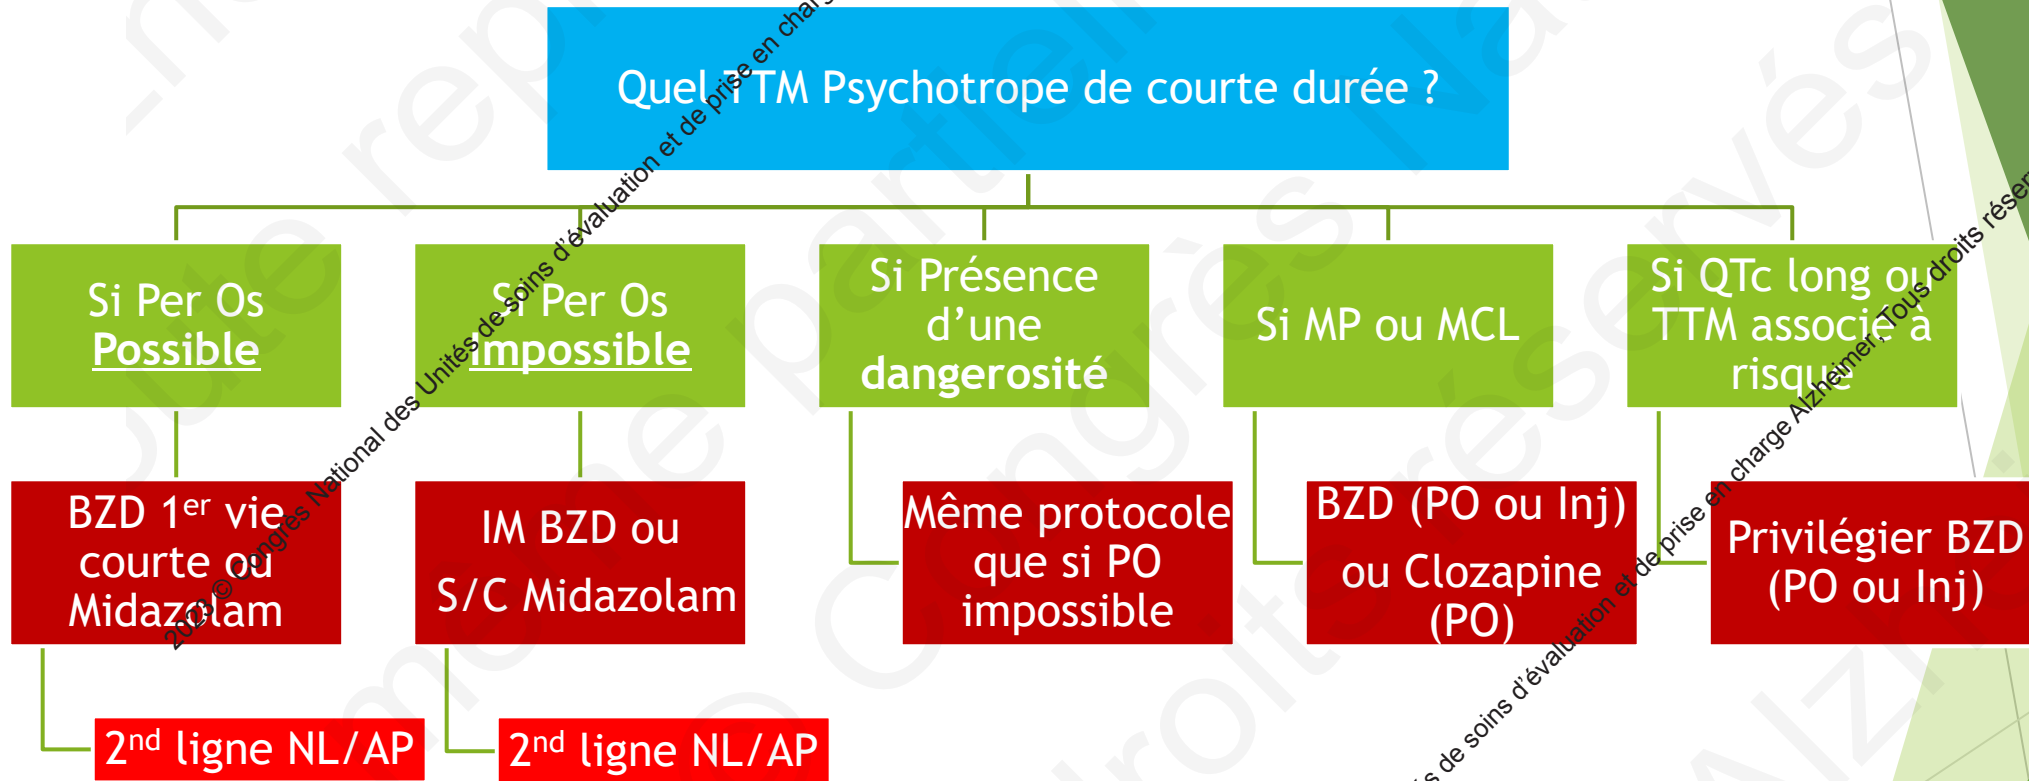 Quel TTM Psychotrope de courte durée ?
Si Per Os
Possible
Si Per Os
impossible
Si Présence
d’une
dangerosité
Si MP ou MCL
Si QTc long ou
TTM associé à
risque
BZD 1er vie
courte ou
Midazolam
IM BZD ou
S/C Midazolam
Même protocole
que si PO
impossible
BZD (PO ou Inj)
ou Clozapine
(PO)
Privilégier BZD
(PO ou Inj)
2nd ligne NL/AP
2nd ligne NL/AP
2023 © Congrès National des Unités de soins d’évaluation et de prise en charg
de soins d’évaluation et de prise en charge Alzheimer, Tous droits réser